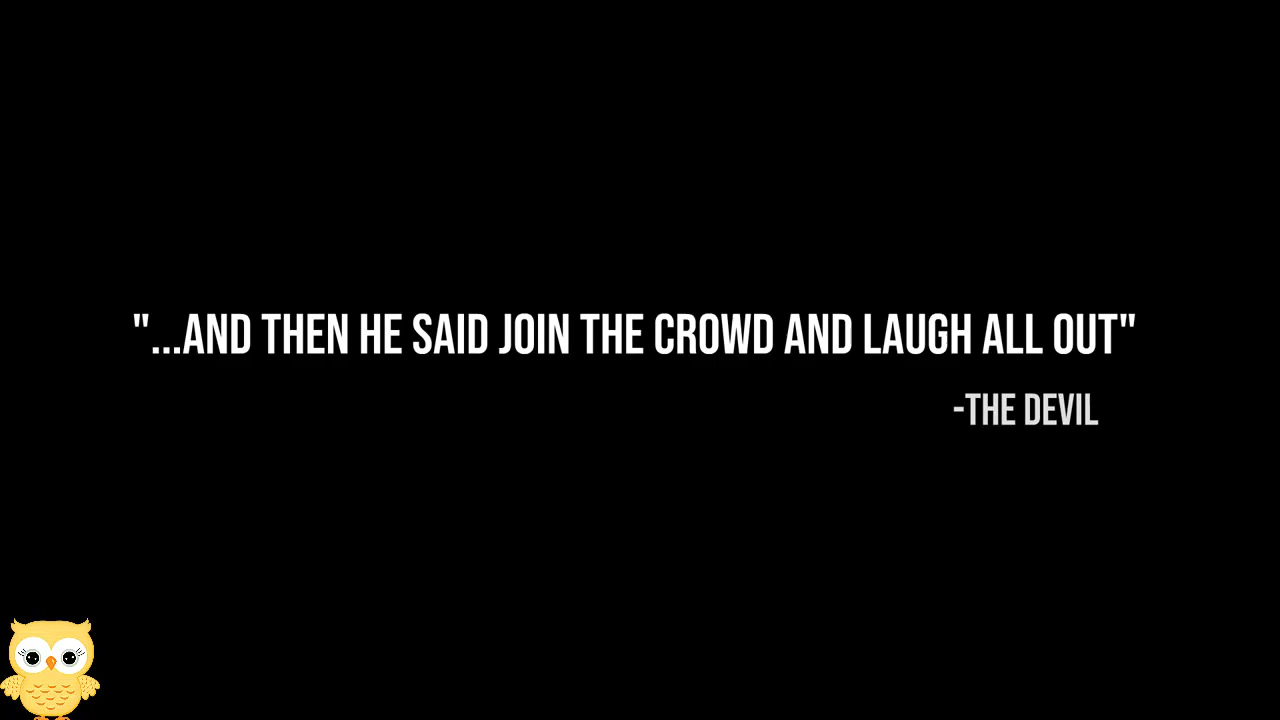 "...AND THEN HE SAID JOIN THE CROWD AND LAUGH ALL OUT"
-THE DEVIL